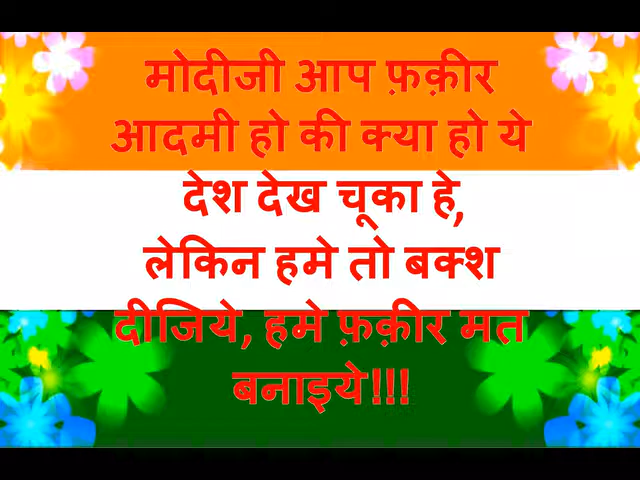 मोदीजी आप फ़क़ीर
आदमी हो की क्या हो ये
देश देख चूका हे,
लेकिन हमे तो बक्श
दीजिये, हमे फ़क़ीर मत
बनाइये!!!